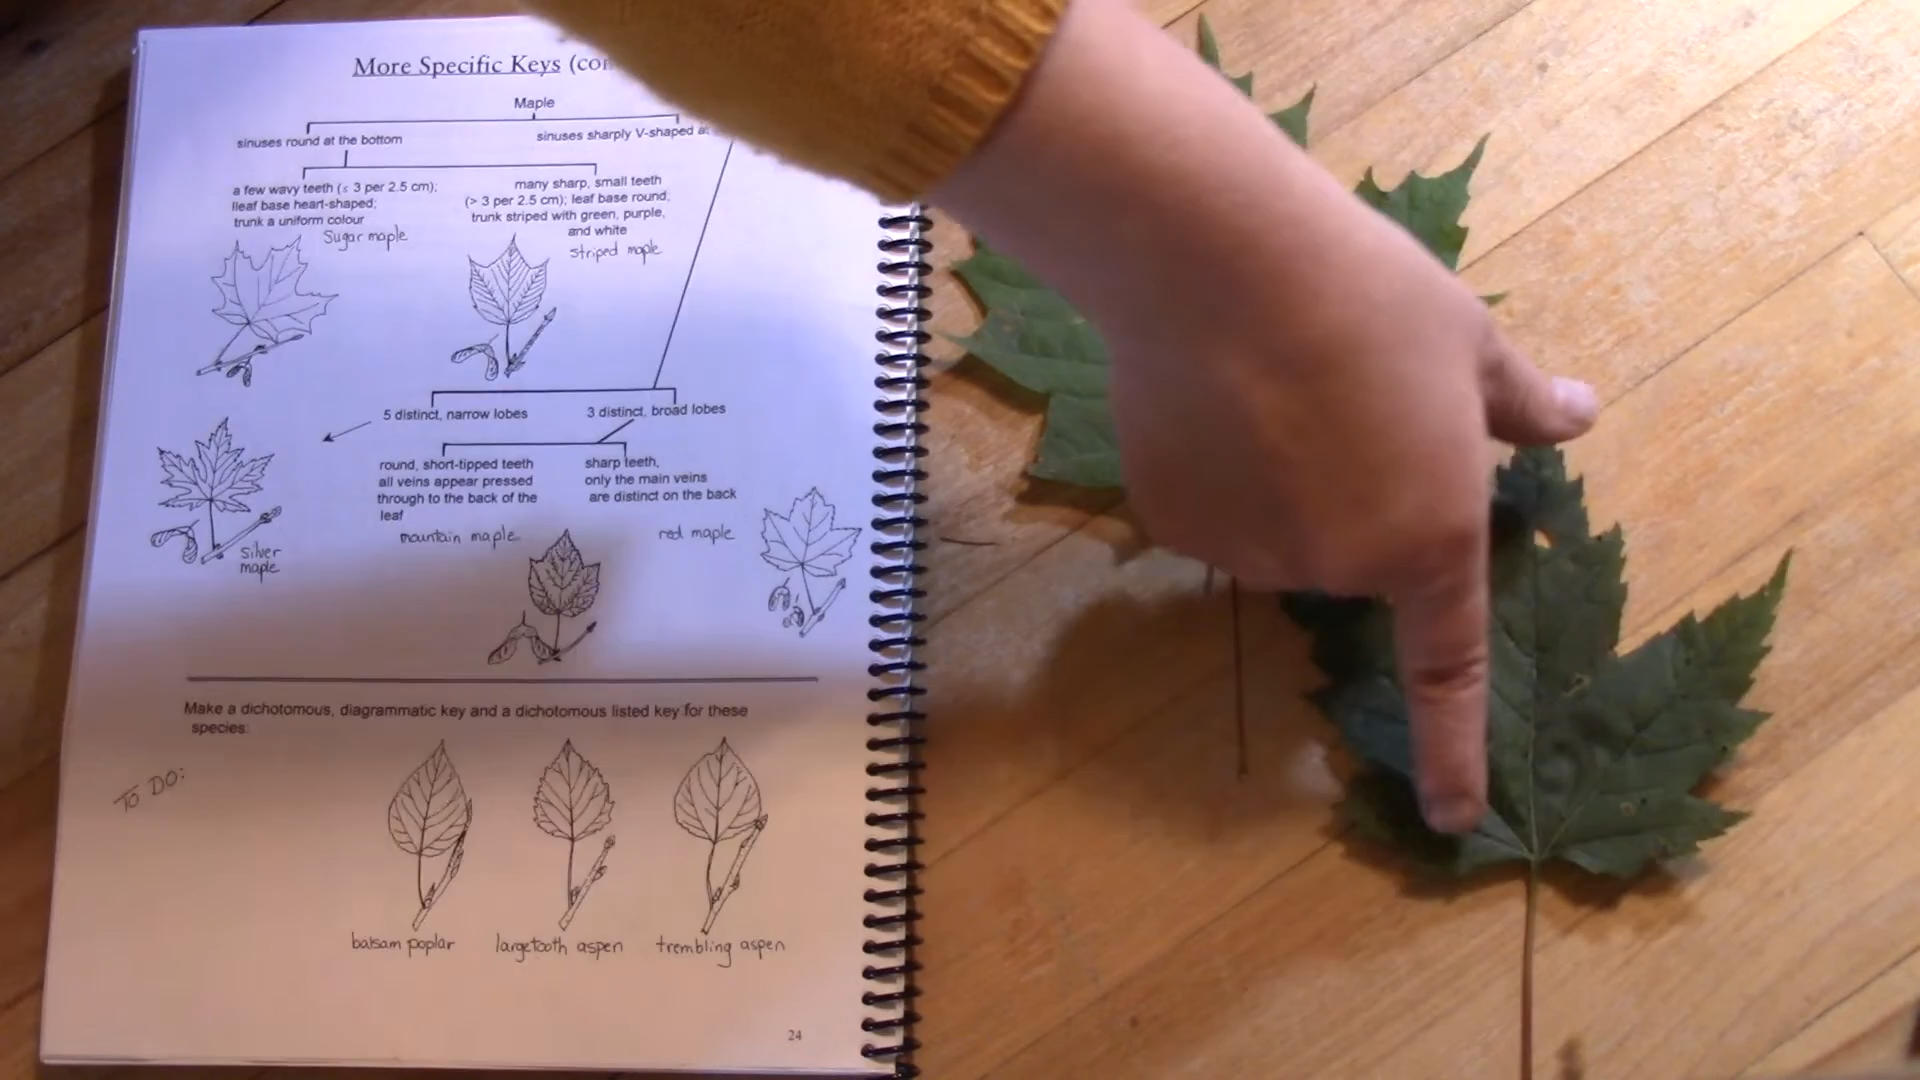 More Specific Keys (con
Maple
sinuses round at the bottom
sinuses sharply V-shaped a
a few wavy teeth (≤ 3 per 2.5 cm);
lleaf base heart-shaped;
trunk a uniform colour
Sugar maple
many sharp, small teeth
(> 3 per 2.5 cm); leaf base round;
trunk striped with green, purple,
and white
striped maple
5 distinct, narrow lobes
3 distinct, broad lobes
round, short-tipped teeth
all veins appear pressed
through to the back of the
leaf
mountain maple
sharp teeth,
only the main veins
are distinct on the back
red maple
silver
maple
Make a dichotomous, diagrammatic key and a dichotomous listed key for these
species:
TO DO:
balsam poplar
largetooth aspen
trembling aspen
24